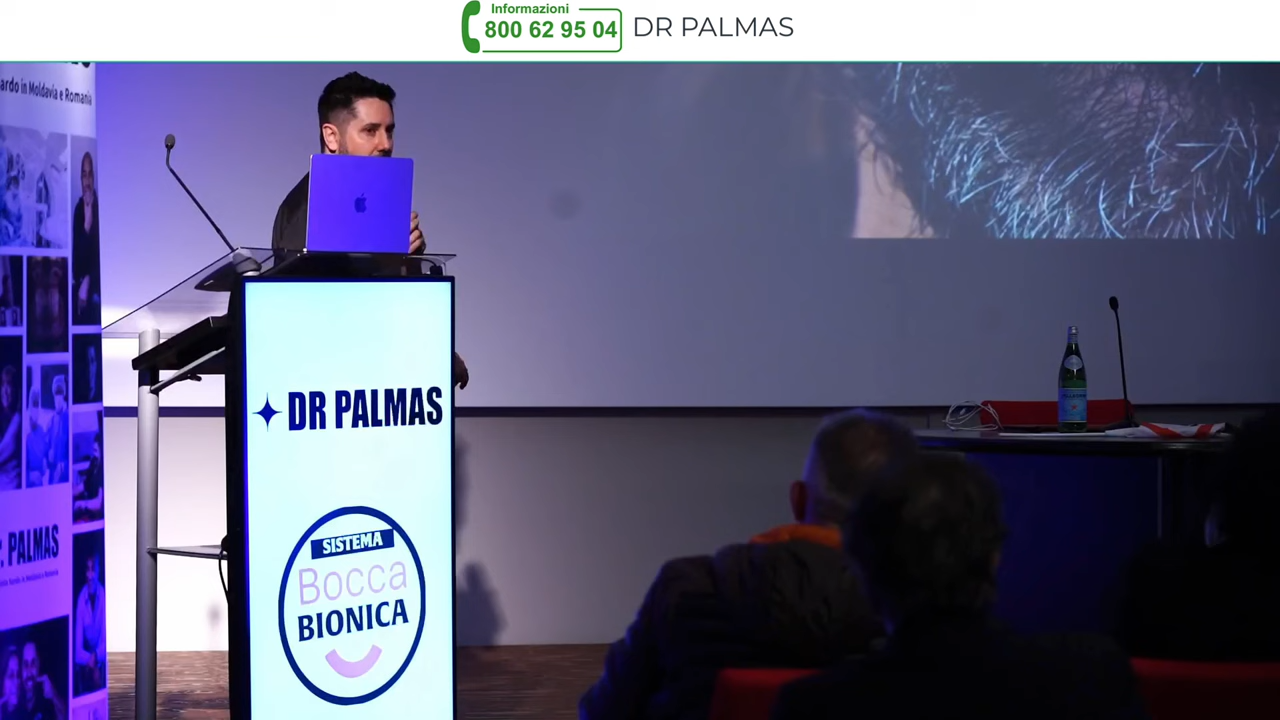 Informazioni
800 62 95 04
DR PALMAS
ardo in Moldavia e Romania
DR PALMAS
SISTEMA
Bocca
BIONICA
PALMAS